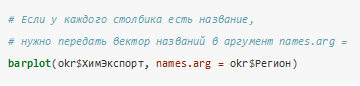 # Если у каждого столбика есть название,
# нужно передать вектор названий в аргумент names.arg =
barplot(okr$ХимЭкспорт, names.arg = okr$Регион)